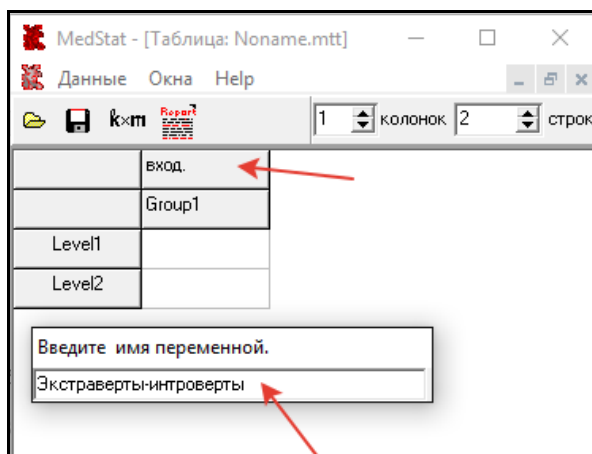 MedStat - [Таблица: Noname.mtt]
Данные Окна Help
k×m Report 1 колонок 2 строк
вход.
Group1
Level1
Level2
Введите имя переменной.
Экстраверты-интроверты